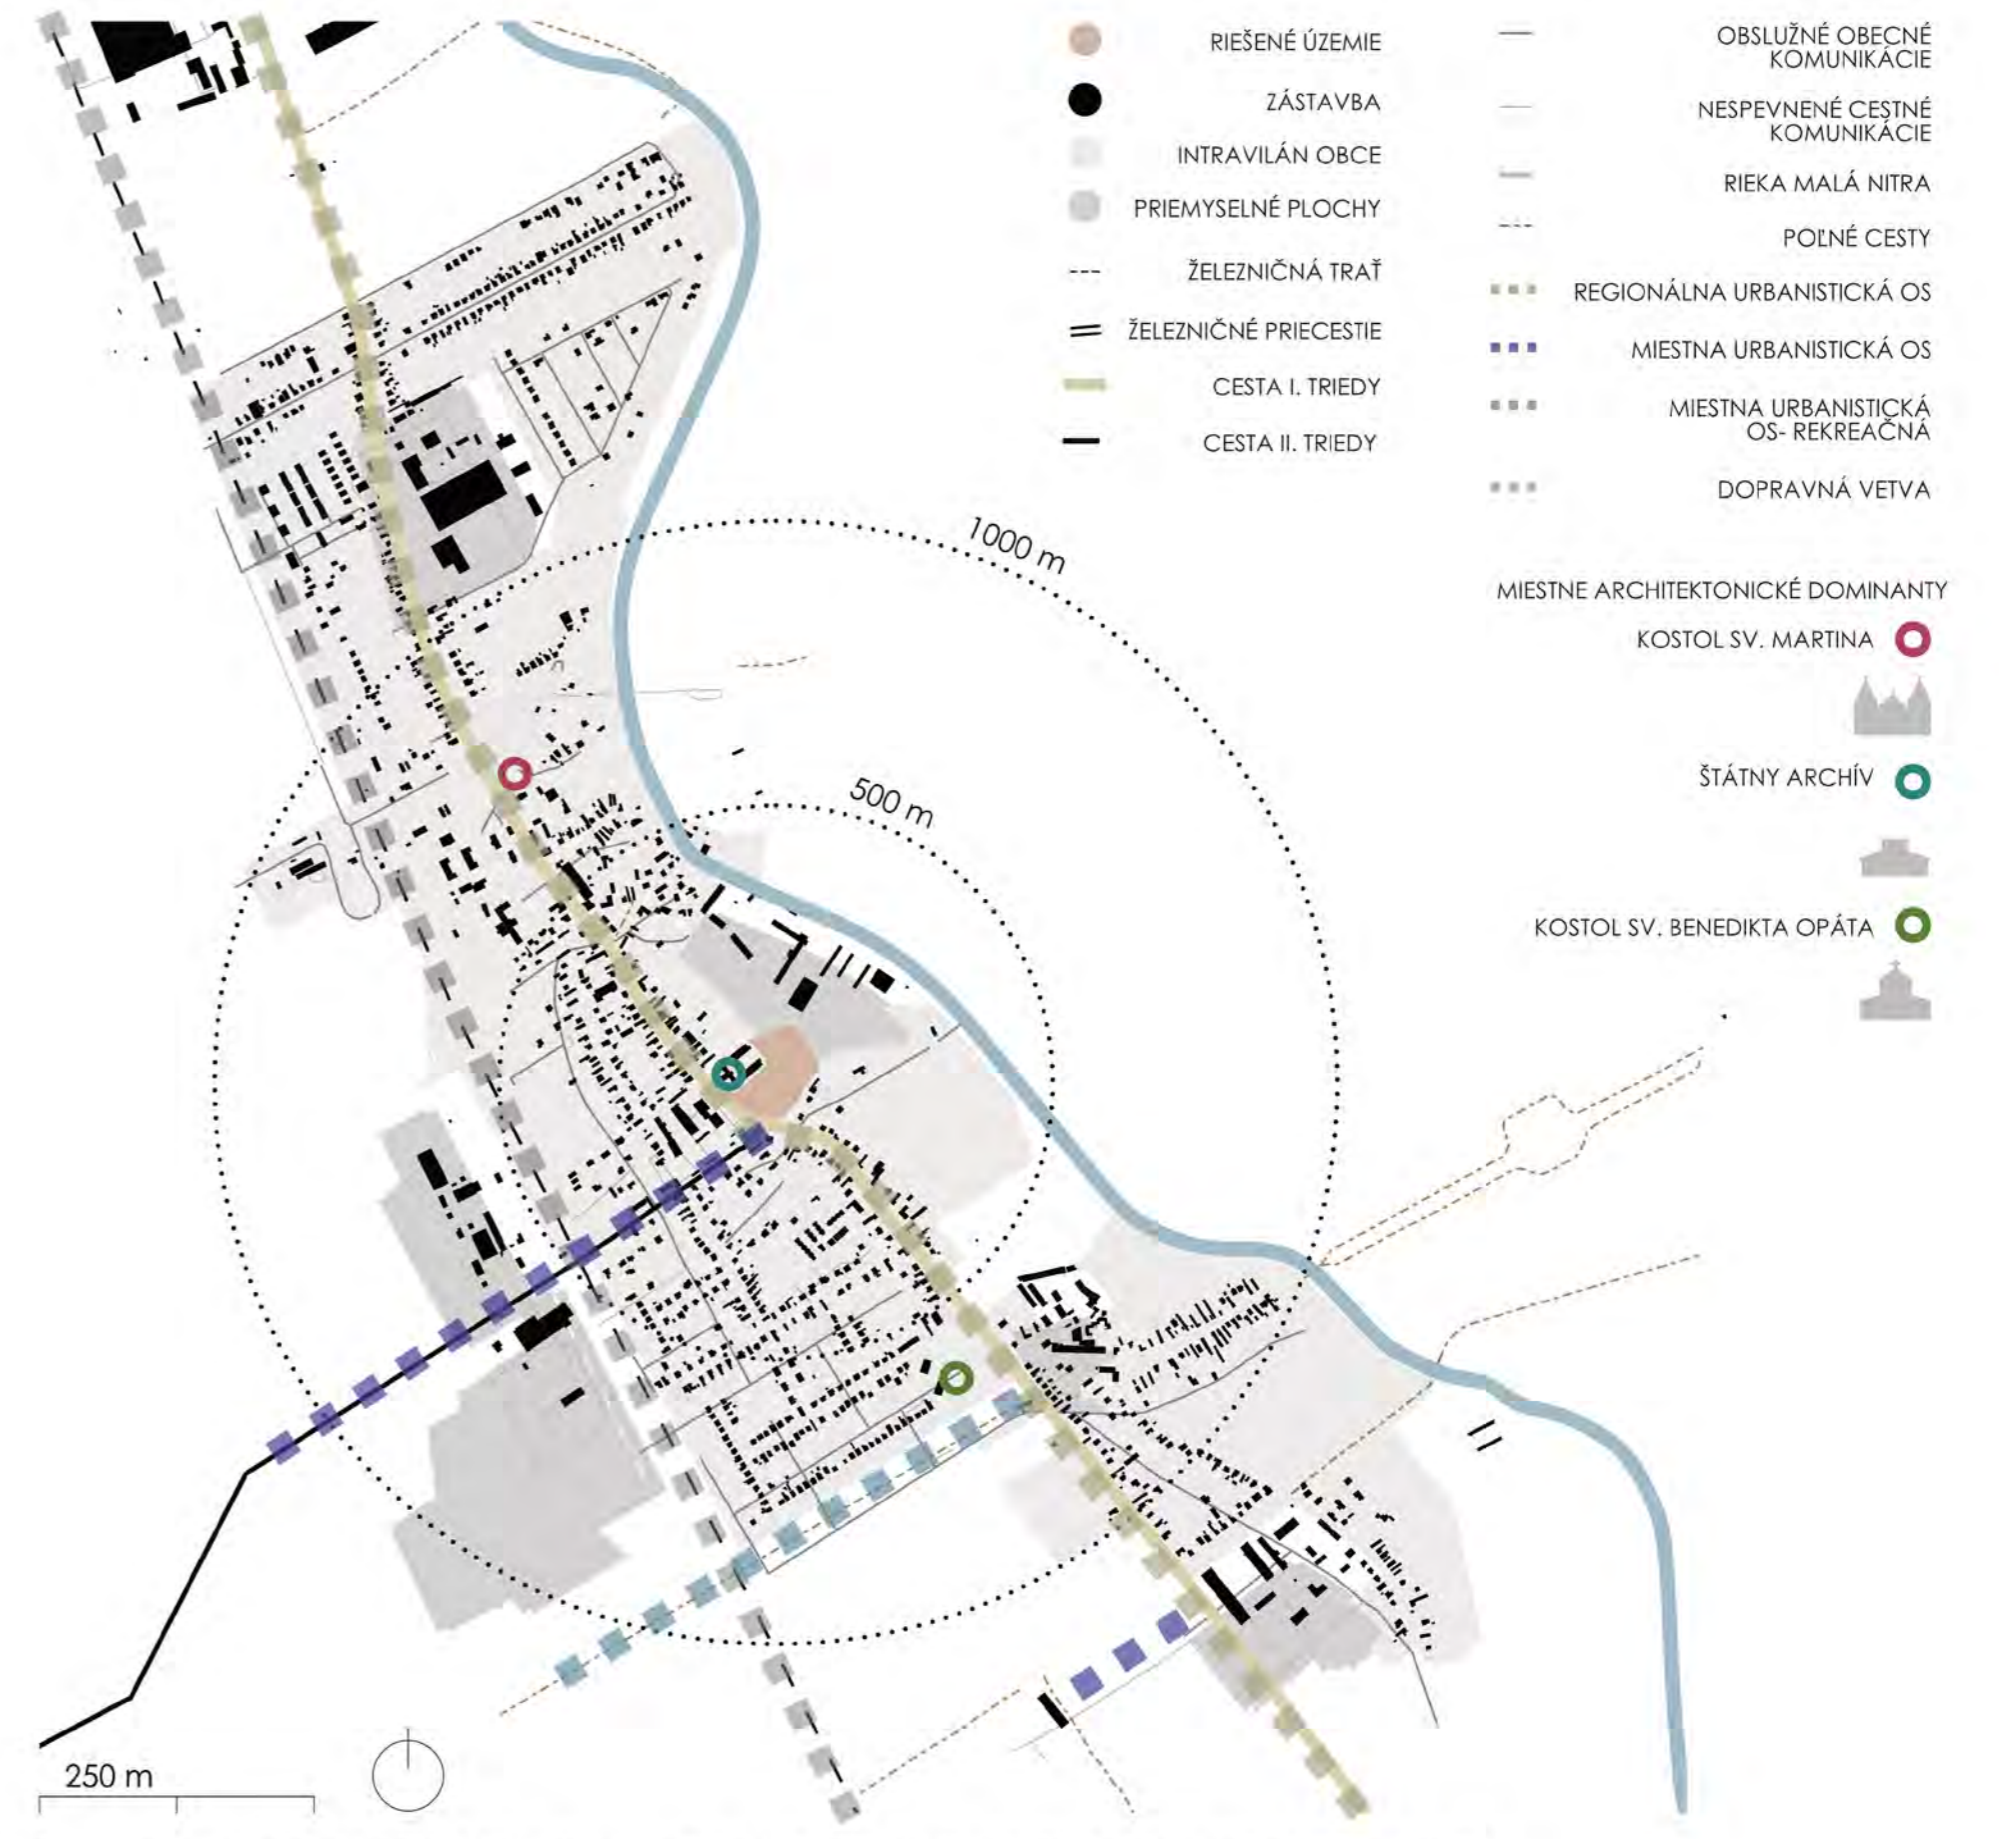 RIEŠENÉ ÚZEMIE
ZÁSTAVBA
INTRAVILÁN OBCE
PRIEMYSELNÉ PLOCHY
ŽELEZNIČNÁ TRAŤ
ŽELEZNIČNÉ PRIECESTIE
CESTA I. TRIEDY
CESTA II. TRIEDY
OBSLUŽNÉ OBECNÉ
KOMUNIKÁCIE
NESPEVNENÉ CESTNÉ
KOMUNIKÁCIE
RIEKA MALÁ NITRA
POĽNÉ CESTY
REGIONÁLNA URBANISTICKÁ OS
MIESTNA URBANISTICKÁ OS
MIESTNA URBANISTICKÁ
OS- REKREAČNÁ
DOPRAVNÁ VETVA
MIESTNE ARCHITEKTONICKÉ DOMINANTY
KOSTOL SV. MARTINA
ŠTÁTNY ARCHÍV
KOSTOL SV. BENEDIKTA OPÁTA
1000 m
500 m
250 m